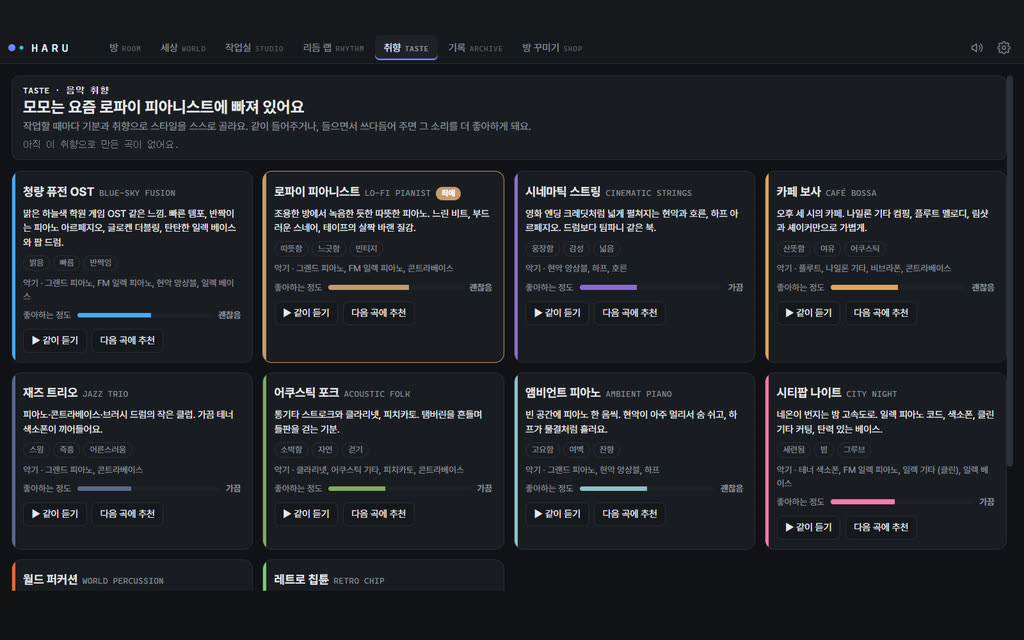 HARU
방 ROOM
세상 WORLD
작업실 STUDIO
리듬 랩 RHYTHM
취향 TASTE
기록 ARCHIVE
방 꾸미기 SHOP
TASTE · 음악 취향
모모는 요즘 로파이 피아니스트에 빠져 있어요
작업할 때마다 기분과 취향으로 스타일을 스스로 골라요. 같이 들어주거나, 들으면서 쓰다듬어 주면 그 소리를 더 좋아하게 돼요.
아직 이 취향으로 만든 곡이 없어요.
청량 퓨전 OST BLUE-SKY FUSION
맑은 하늘색 학원 게임 OST 같은 느낌. 빠른 템포, 반짝이
는 피아노 아르페지오, 글로켄 더블링, 탄탄한 일렉 베이스
와 팝 드럼.
밝음 빠름 반짝임
악기 · 그랜드 피아노, FM 일렉 피아노, 현악 앙상블, 일렉 베이
스
좋아하는 정도 괜찮음
▶ 같이 듣기 다음 곡에 추천
로파이 피아니스트 LO-FI PIANIST 최애
조용한 방에서 녹음한 듯한 따뜻한 피아노. 느린 비트, 부드
러운 스네어, 테이프의 살짝 바랜 질감.
따뜻함 느긋함 빈티지
악기 · 그랜드 피아노, FM 일렉 피아노, 콘트라베이스
좋아하는 정도 괜찮음
▶ 같이 듣기 다음 곡에 추천
시네마틱 스트링 CINEMATIC STRINGS
영화 엔딩 크레딧처럼 넓게 펼쳐지는 현악과 호른, 하프 아
르페지오. 드럼보다 팀파니 같은 북.
웅장함 감성 넓음
악기 · 현악 앙상블, 하프, 호른
좋아하는 정도 가끔
▶ 같이 듣기 다음 곡에 추천
카페 보사 CAFÉ BOSSA
오후 세 시의 카페. 나일론 기타 컴핑, 플루트 멜로디, 림샷
과 셰이커만으로 가볍게.
산뜻함 여유 어쿠스틱
악기 · 플루트, 나일론 기타, 비브라폰, 콘트라베이스
좋아하는 정도 괜찮음
▶ 같이 듣기 다음 곡에 추천
재즈 트리오 JAZZ TRIO
피아노·콘트라베이스·브러시 드럼의 작은 클럽. 가끔 테너
색소폰이 끼어들어요.
스윙 즉흥 어른스러움
악기 · 그랜드 피아노, 콘트라베이스
좋아하는 정도 가끔
▶ 같이 듣기 다음 곡에 추천
어쿠스틱 포크 ACOUSTIC FOLK
통기타 스트로크와 클라리넷, 피치카토. 탬버린을 흔들며
들판을 걷는 기분.
소박함 자연 걷기
악기 · 클라리넷, 어쿠스틱 기타, 피치카토, 콘트라베이스
좋아하는 정도 가끔
▶ 같이 듣기 다음 곡에 추천
앰비언트 피아노 AMBIENT PIANO
빈 공간에 피아노 한 음씩. 현악이 아주 멀리서 숨 쉬고, 하
프가 물결처럼 흘러요.
고요함 여백 잔향
악기 · 그랜드 피아노, 현악 앙상블, 하프
좋아하는 정도 괜찮음
▶ 같이 듣기 다음 곡에 추천
시티팝 나이트 CITY NIGHT
네온이 번지는 밤 고속도로. 일렉 피아노 코드, 색소폰, 클린
기타 커팅, 탄력 있는 베이스.
세련됨 밤 그루브
악기 · 테너 색소폰, FM 일렉 피아노, 일렉 기타 (클린), 일렉 베
이스
좋아하는 정도 가끔
▶ 같이 듣기 다음 곡에 추천
월드 퍼커션 WORLD PERCUSSION
레트로 칩튠 RETRO CHIP